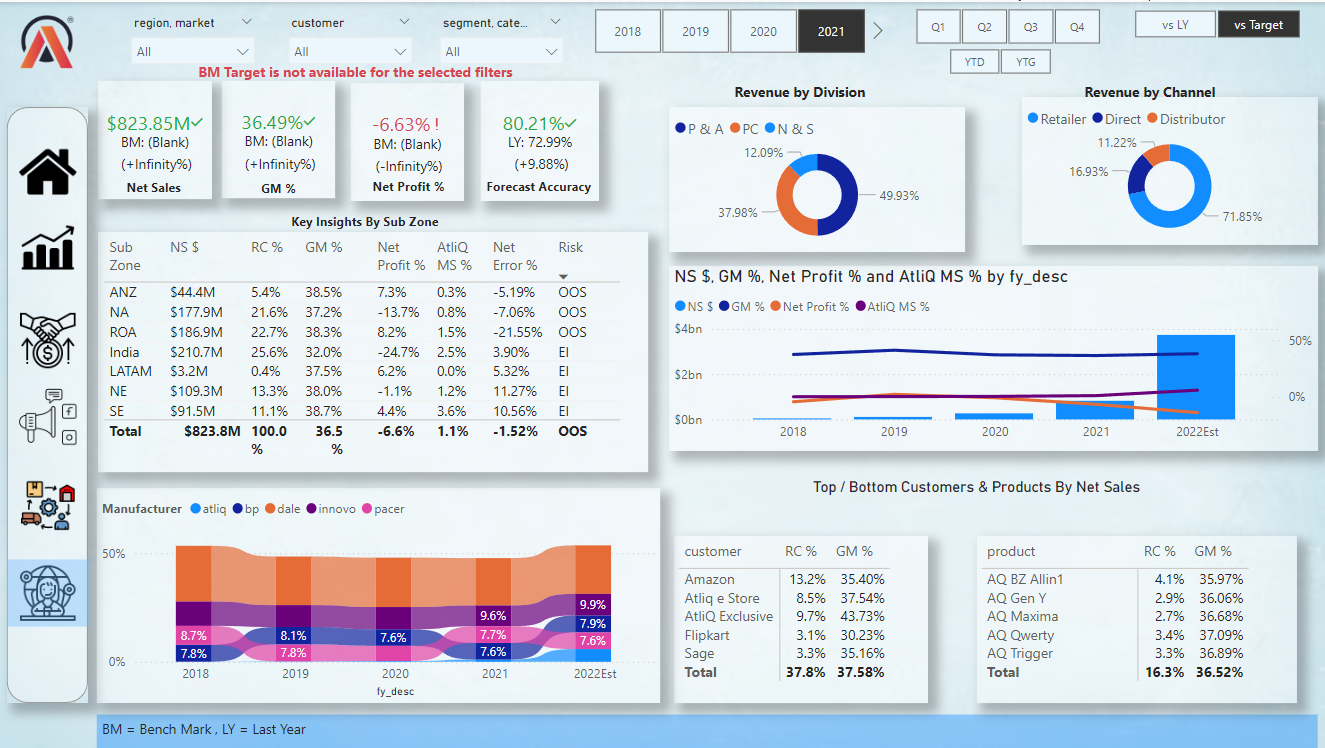 region, market
customer
segment, cate...
All
All
All
2018 2019 2020 2021
Q1 Q2 Q3 Q4
YTD YTG
vs LY vs Target
BM Target is not available for the selected filters
$823.85M
BM: (Blank)
(+Infinity%)
Net Sales
36.49%
BM: (Blank)
(+Infinity%)
GM %
-6.63% !
BM: (Blank)
(-Infinity%)
Net Profit %
80.21%
LY: 72.99%
(+9.88%)
Forecast Accuracy
Revenue by Division
P & A PC N & S
12.09%
49.93%
37.98%
Revenue by Channel
Retailer Direct Distributor
11.22%
16.93%
71.85%
Key Insights By Sub Zone
Sub Zone NS $ RC % GM % Net Profit % AtliQ MS % Net Error % Risk
ANZ $44.4M 5.4% 38.5% 7.3% 0.3% -5.19% OOS
NA $177.9M 21.6% 37.2% -13.7% 0.8% -7.06% OOS
ROA $186.9M 22.7% 38.3% 8.2% 1.5% -21.55% OOS
India $210.7M 25.6% 32.0% -24.7% 2.5% 3.90% EI
LATAM $3.2M 0.4% 37.5% 6.2% 0.0% 5.32% EI
NE $109.3M 13.3% 38.0% -1.1% 1.2% 11.27% EI
SE $91.5M 11.1% 38.7% 4.4% 3.6% 10.56% EI
Total $823.8M 100.0 % 36.5 % -6.6% 1.1% -1.52% OOS
NS $, GM %, Net Profit % and AtliQ MS % by fy_desc
NS $ GM % Net Profit % AtliQ MS %
$4bn
50%
$2bn
0%
$0bn
2018 2019 2020 2021 2022Est
Manufacturer atliq bp dale innovo pacer
50%
9.9%
9.6%
7.9%
8.7% 8.1% 7.6% 7.7% 7.6%
7.8% 7.8% 7.6%
0%
2018 2019 2020 2021 2022Est
fy_desc
Top / Bottom Customers & Products By Net Sales
customer RC % GM %
Amazon 13.2% 35.40%
Atliq e Store 8.5% 37.54%
AtliQ Exclusive 9.7% 43.73%
Flipkart 3.1% 30.23%
Sage 3.3% 35.16%
Total 37.8% 37.58%
product RC % GM %
AQ BZ Allin1 4.1% 35.97%
AQ Gen Y 2.9% 36.06%
AQ Maxima 2.7% 36.68%
AQ Qwerty 3.4% 37.09%
AQ Trigger 3.3% 36.89%
Total 16.3% 36.52%
BM = Bench Mark , LY = Last Year